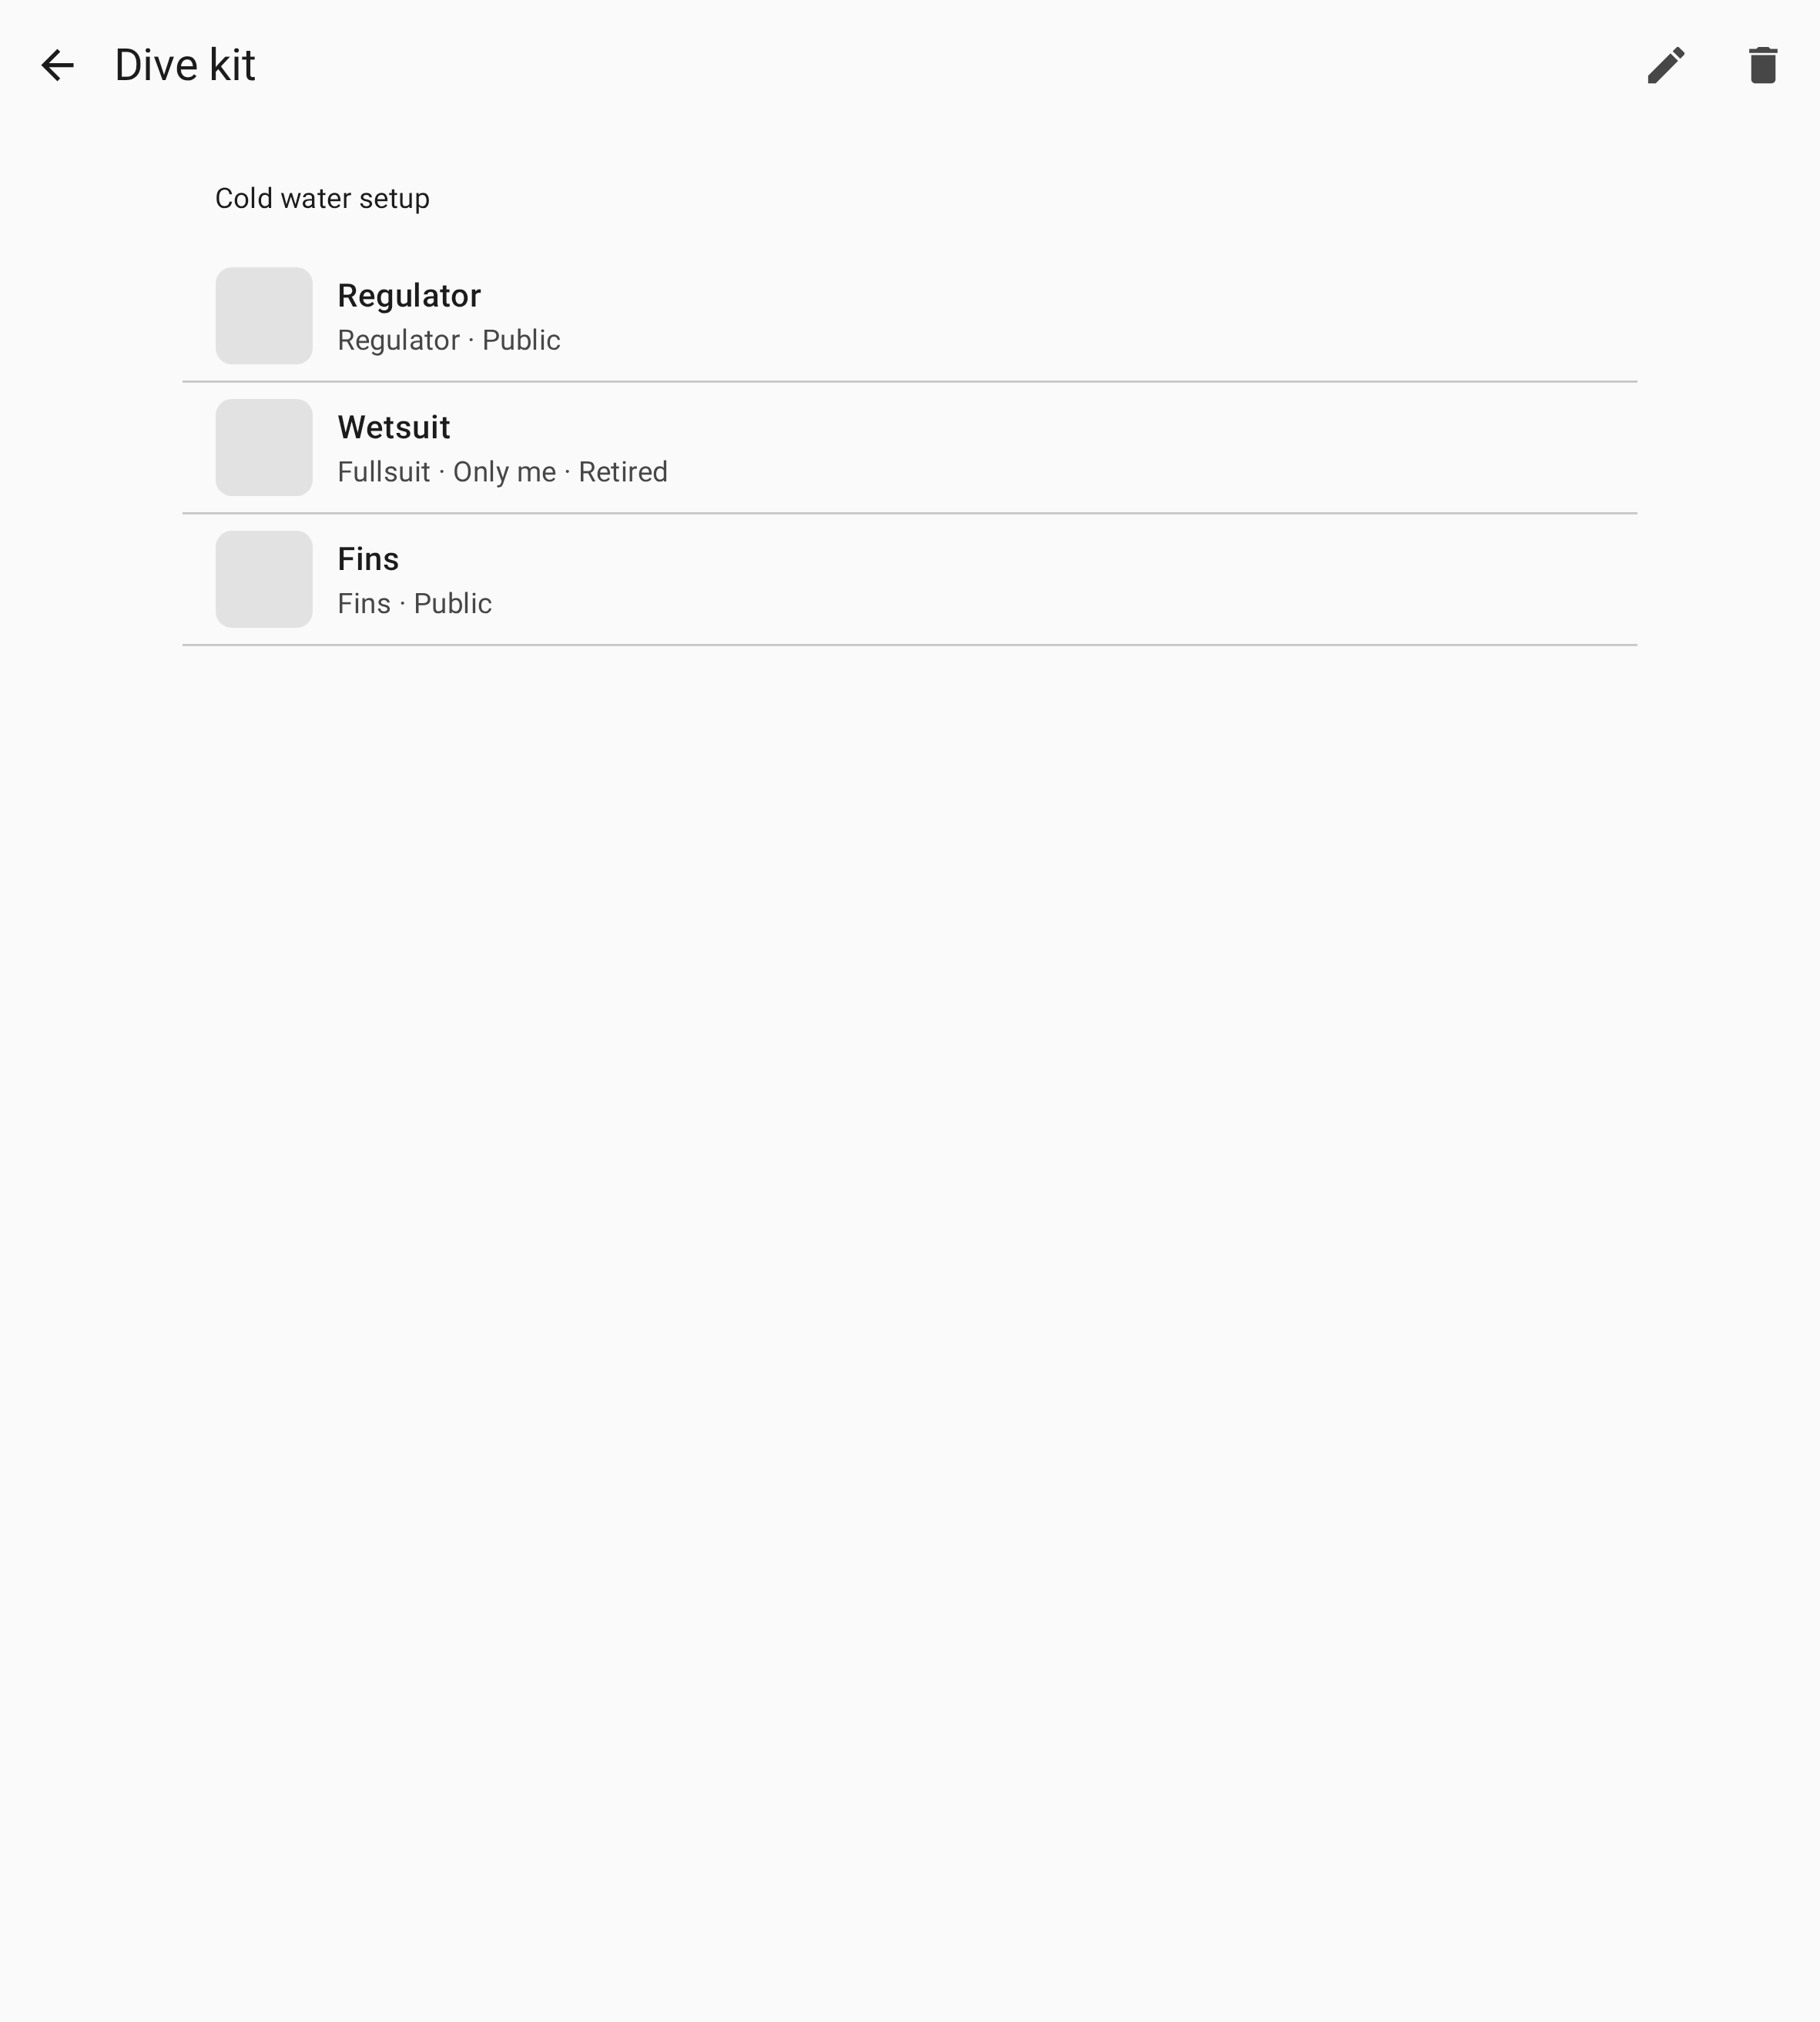 Dive kit
Cold water setup
Regulator
Regulator · Public
Wetsuit
Fullsuit · Only me · Retired
Fins
Fins · Public